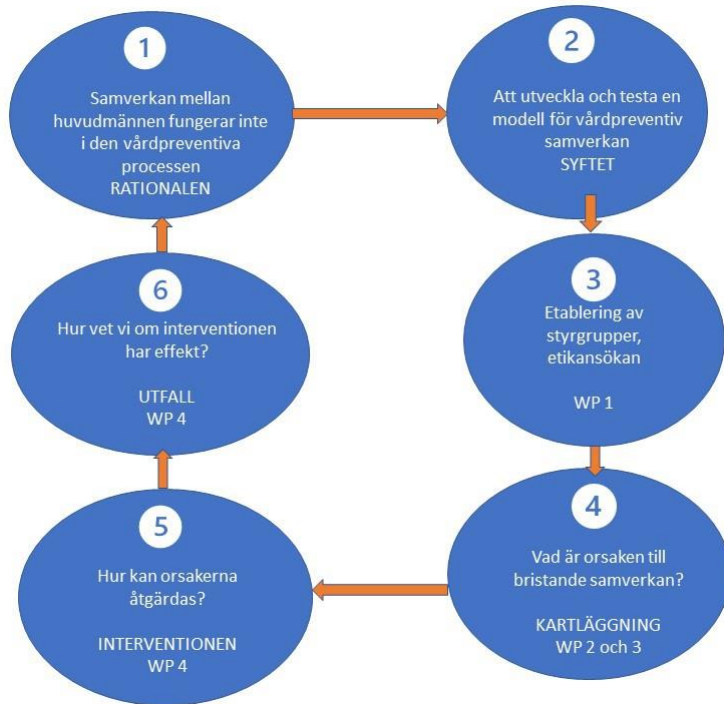 1
Samverkan mellan
huvudmännen fungerar inte
i den vårdpreventiva
processen
RATIONALEN
2
Att utveckla och testa en
modell för vårdpreventiv
samverkan
SYFTET
3
Etablering av
styrgrupper,
etikansökan
WP 1
4
Vad är orsaken till
bristande samverkan?
KARTLÄGGNING
WP 2 och 3
5
Hur kan orsakerna
åtgärdas?
INTERVENTIONEN
WP 4
6
Hur vet vi om interventionen
har effekt?
UTFALL
WP 4